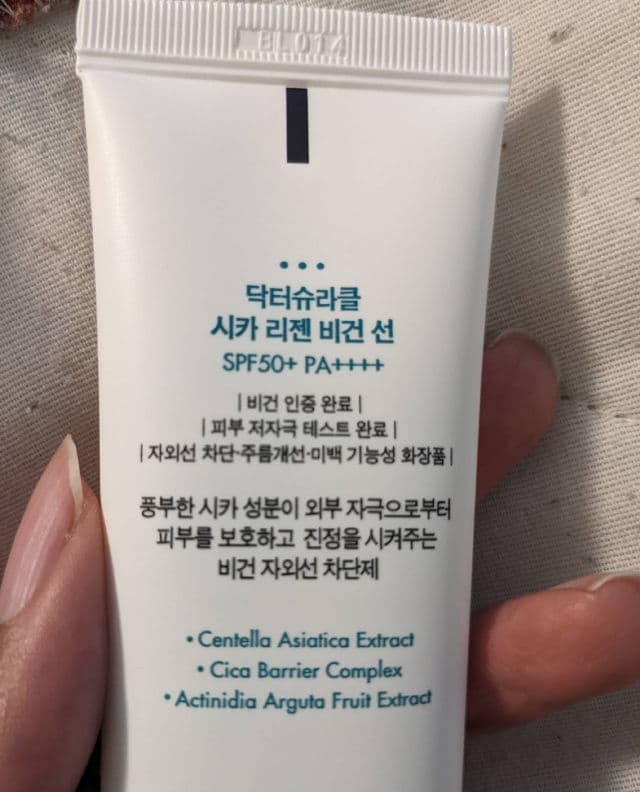 BL014
닥터슈라클
시카 리젠 비건 선
SPF50+ PA++++
| 비건 인증 완료 |
| 피부 저자극 테스트 완료 |
| 자외선 차단·주름개선·미백 기능성 화장품 |
풍부한 시카 성분이 외부 자극으로부터
피부를 보호하고 진정을 시켜주는
비건 자외선 차단제
• Centella Asiatica Extract
• Cica Barrier Complex
• Actinidia Arguta Fruit Extract